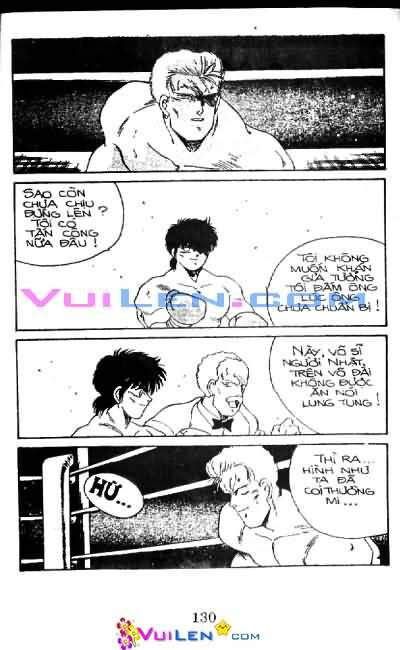 SAO CÒN
CHƯA CHỊU
ĐỨNG LÊN?
TÔI CÓ
TẤN CÔNG
NỮA ĐÂU!
TÔI KHÔNG
MUỐN KHÁN
GIẢ TƯỞNG
TÔI ĐẤM ÔNG
LÚC ÔNG
CHƯA CHUẨN BỊ!
VUILEN.COM
NÀY, VÕ SĨ
NGƯỜI NHẬT,
TRÊN VÕ ĐÀI
KHÔNG ĐƯỢC
ĂN NÓI
LUNG TUNG!
THÌ RA...
HÌNH NHƯ
TA ĐÃ
COI THƯỜNG
MI...
HỨ...
130
VUILEN.COM